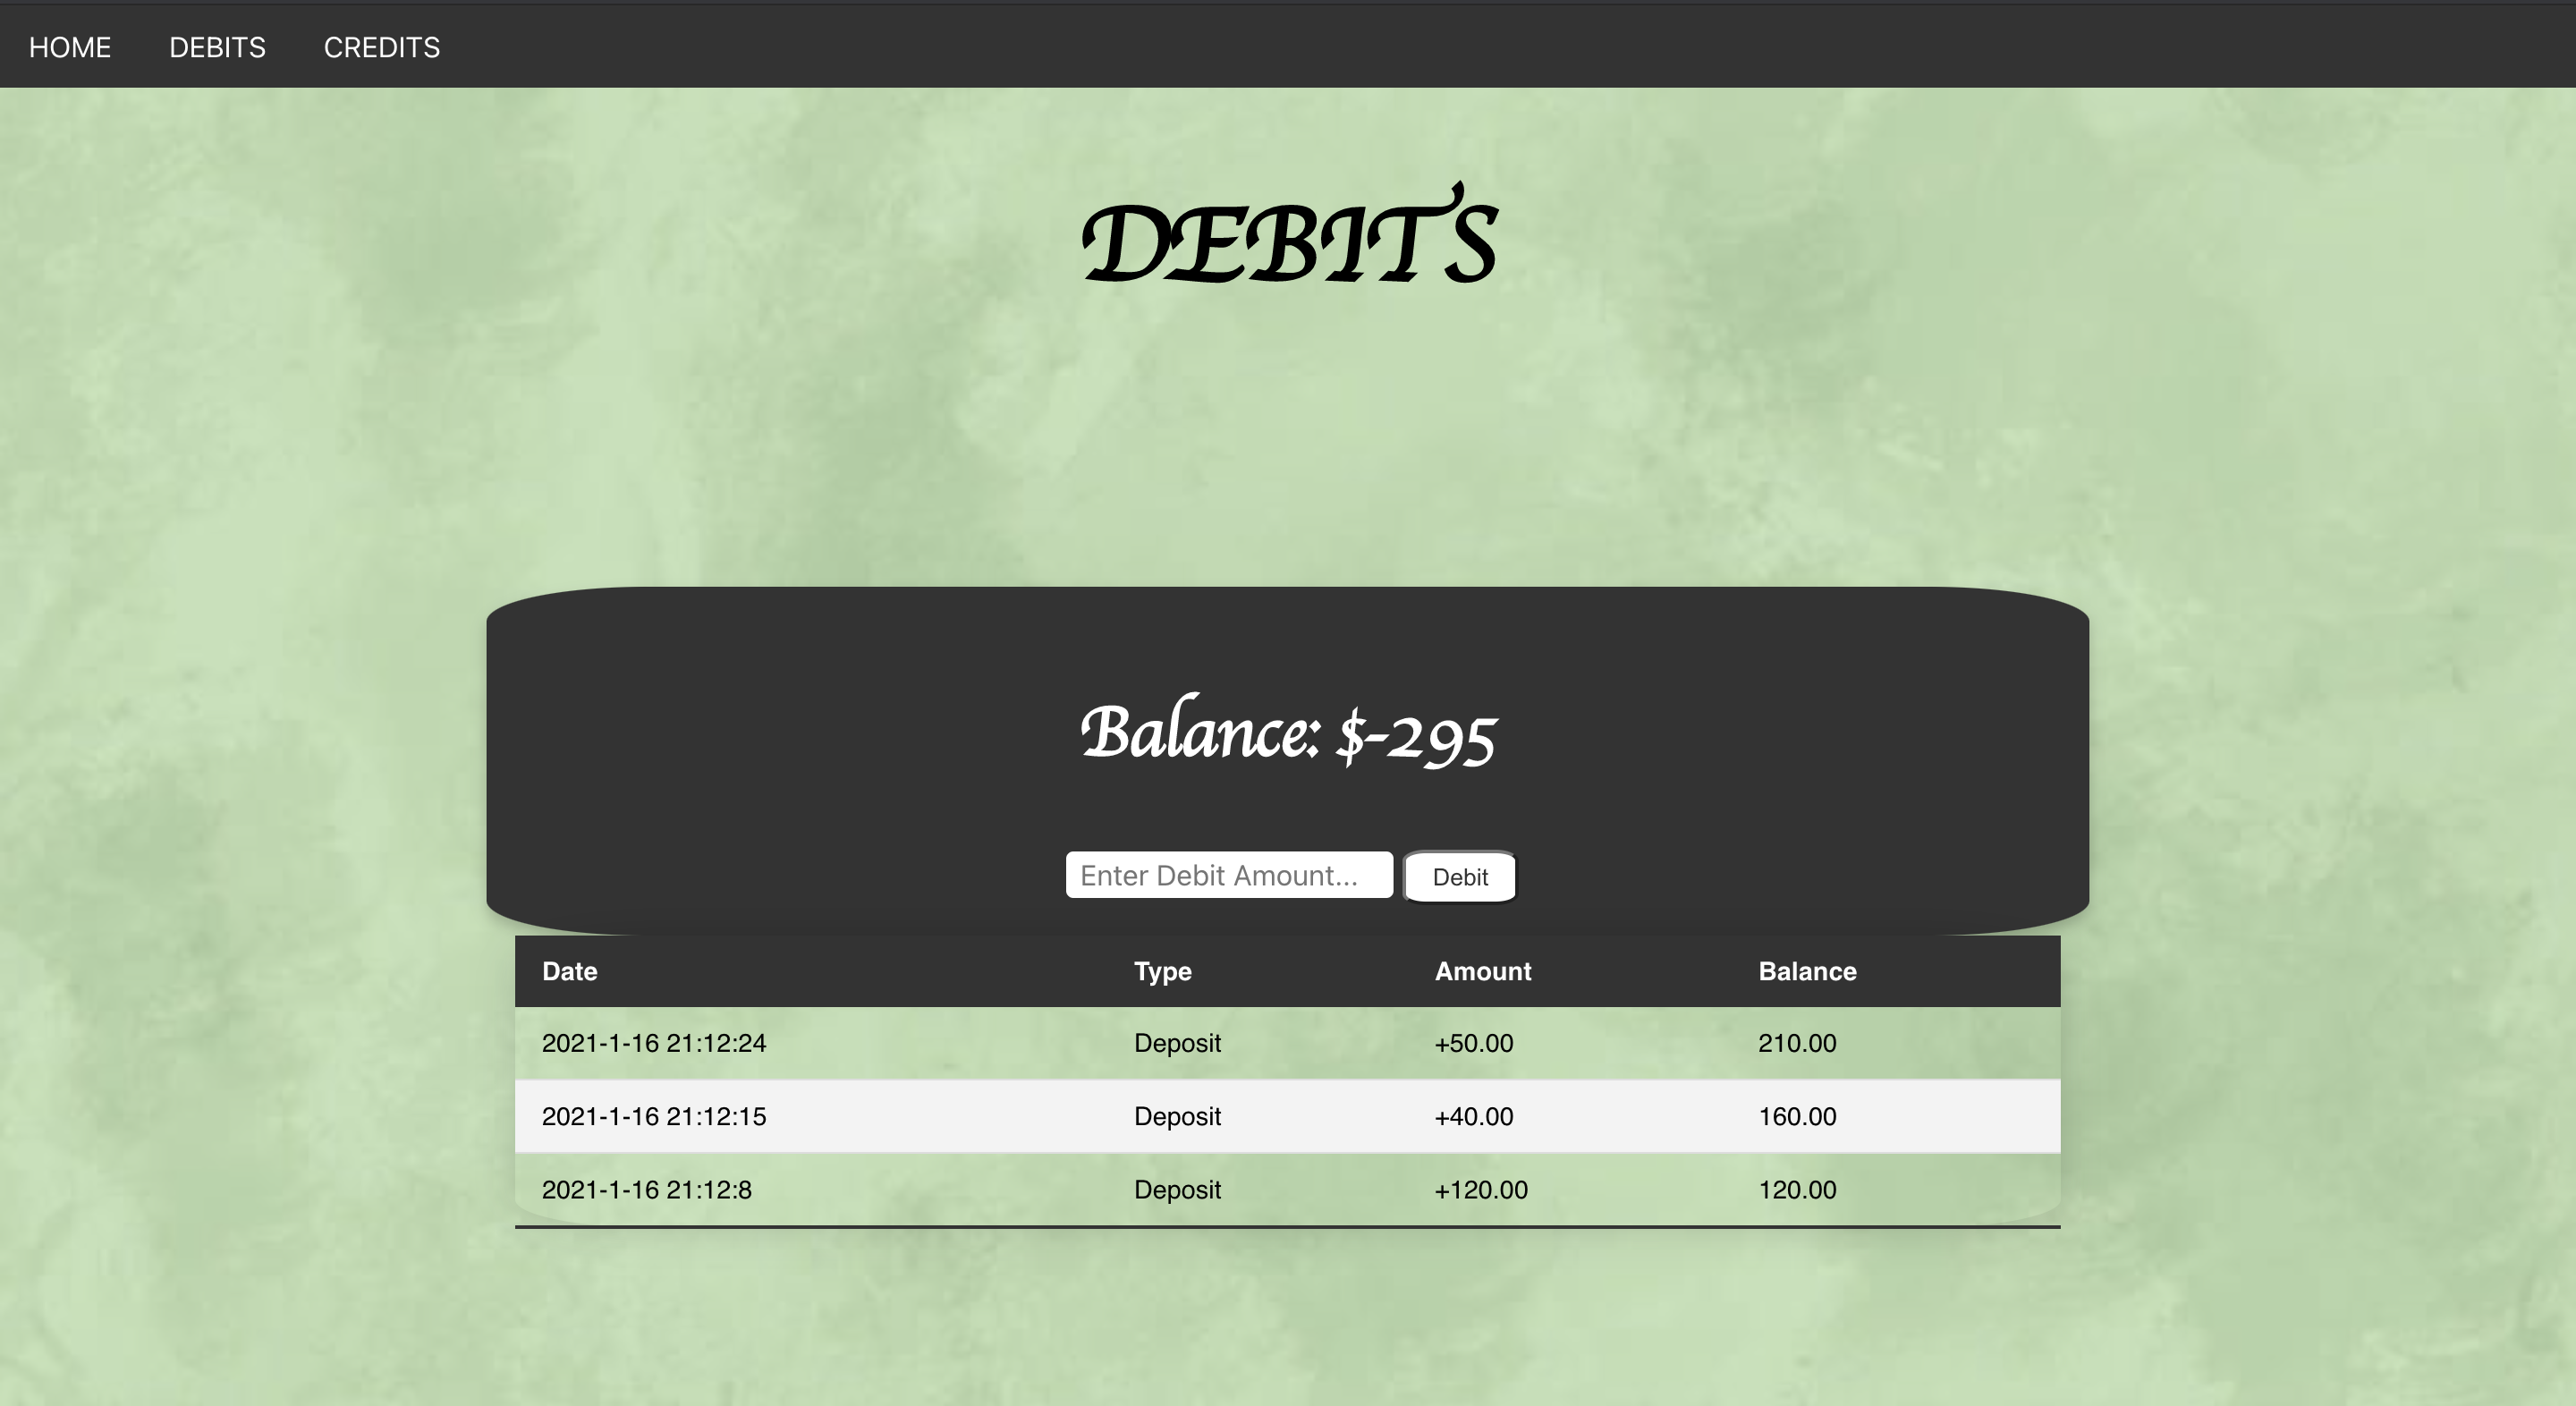 HOME DEBITS CREDITS
DEBITS
Balance: $-295
Enter Debit Amount... Debit
Date Type Amount Balance
2021-1-16 21:12:24 Deposit +50.00 210.00
2021-1-16 21:12:15 Deposit +40.00 160.00
2021-1-16 21:12:8 Deposit +120.00 120.00